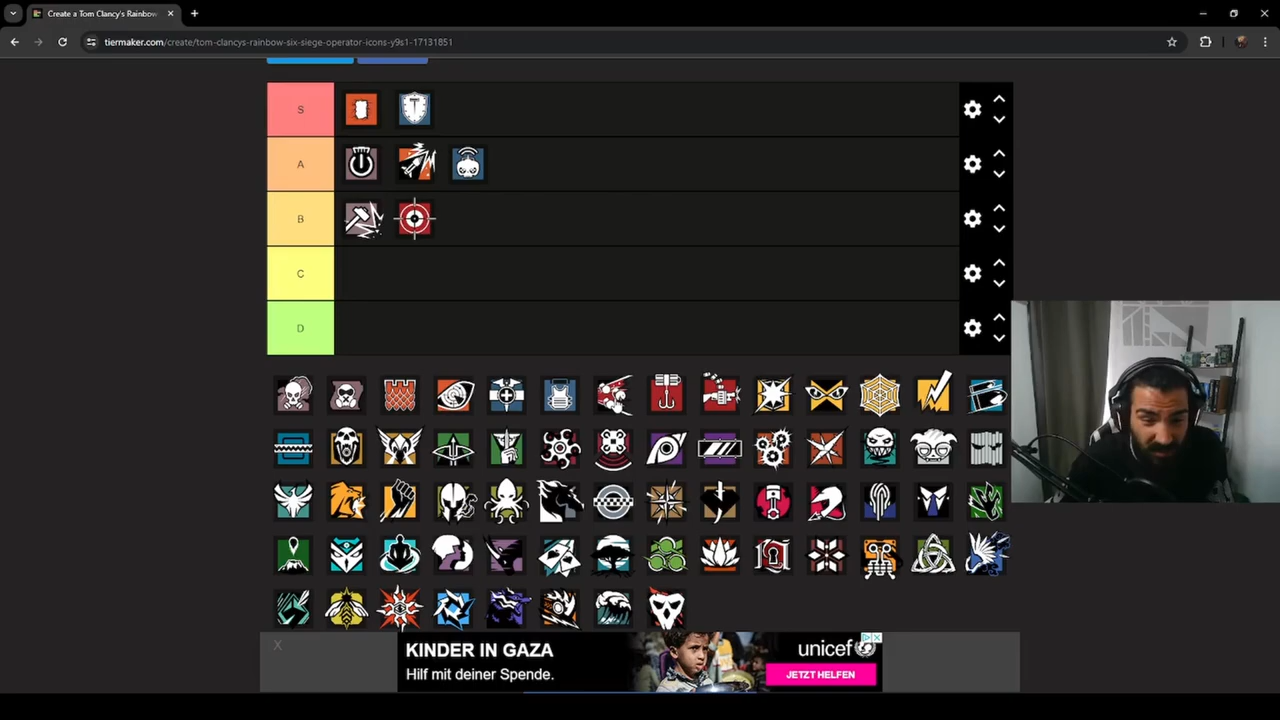 Create a Tom Clancy's Rainbow
tiermaker.com/create/tom-clancys-rainbow-six-siege-operator-icons-y9s1-17131851
S
A
B
C
D
X
KINDER IN GAZA
Hilf mit deiner Spende.
unicef
JETZT HELFEN